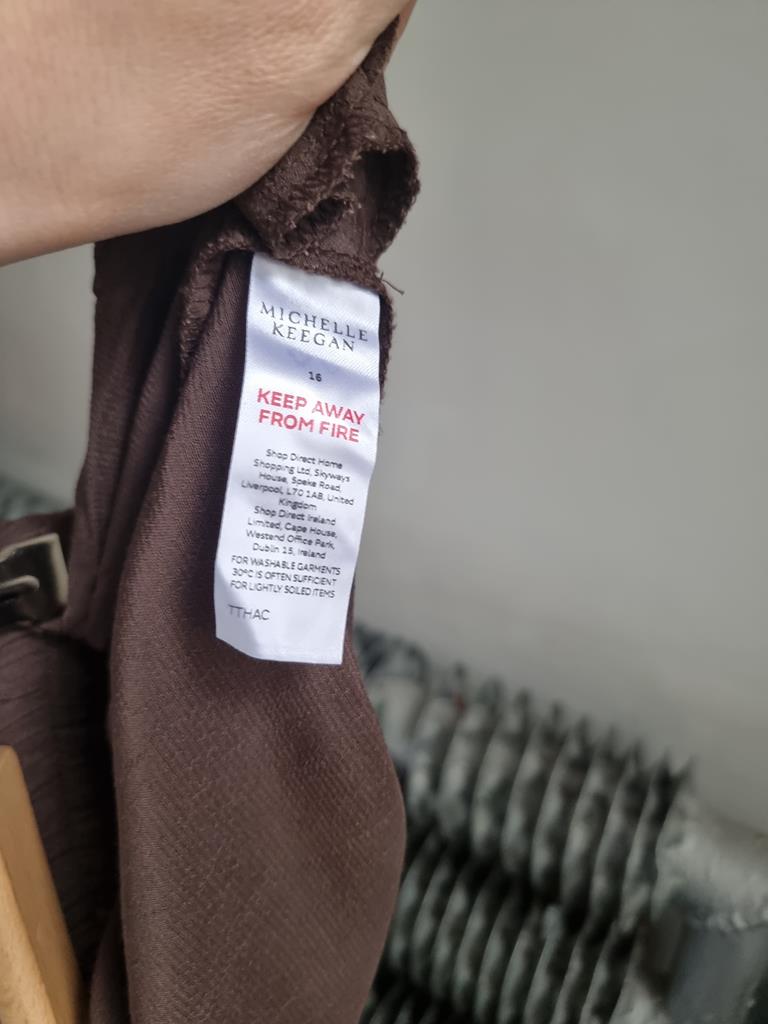 MICHELLE
KEEGAN
16
KEEP AWAY
FROM FIRE
Shop Direct Home
Shopping Ltd, Skyways
House, Speke Road,
Liverpool, L70 1AB, United
Kingdom
Shop Direct Ireland
Limited, Cape House,
Westend Office Park,
Dublin 15, Ireland
FOR WASHABLE GARMENTS
30°C IS OFTEN SUFFICIENT
FOR LIGHTLY SOILED ITEMS
TTHAC